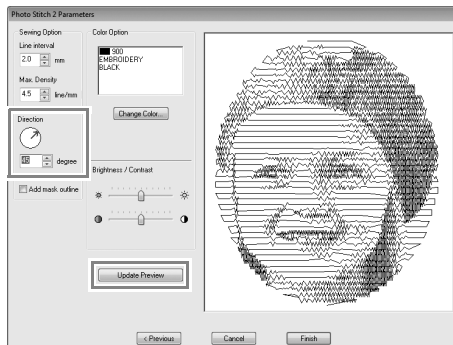 Photo Stitch 2 Parameters
Sewing Option
Line interval
2.0 mm
Max. Density
4.5 line/mm
Direction
45 degree
Add mask outline
Color Option
900
EMBROIDERY
BLACK
Change Color...
Brightness / Contrast
Update Preview
< Previous
Cancel
Finish